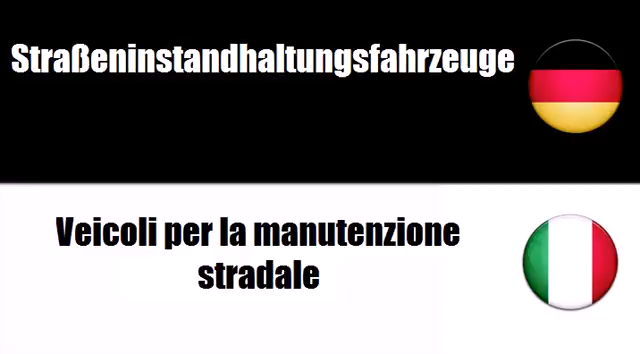 Straßeninstandhaltungsfahrzeuge
Veicoli per la manutenzione
stradale